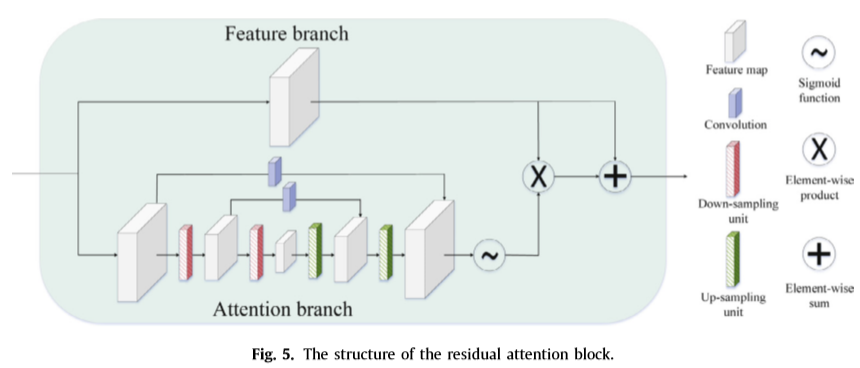 Feature branch
Attention branch
Feature map
Convolution
Down-sampling
unit
Up-sampling
unit
~
Sigmoid
function
X
Element-wise
product
+
Element-wise
sum
X
+
~
Fig. 5. The structure of the residual attention block.